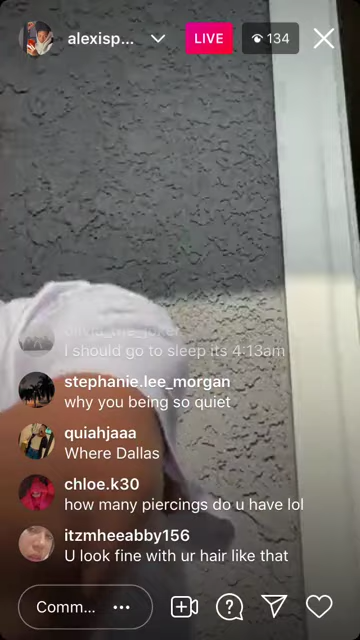 alexisp...
LIVE
134
olivia_the_joker
I should go to sleep its 4:13am
stephanie.lee_morgan
why you being so quiet
quiahjaaa
Where Dallas
chloe.k30
how many piercings do u have lol
itzmheeabby156
U look fine with ur hair like that
Comm...